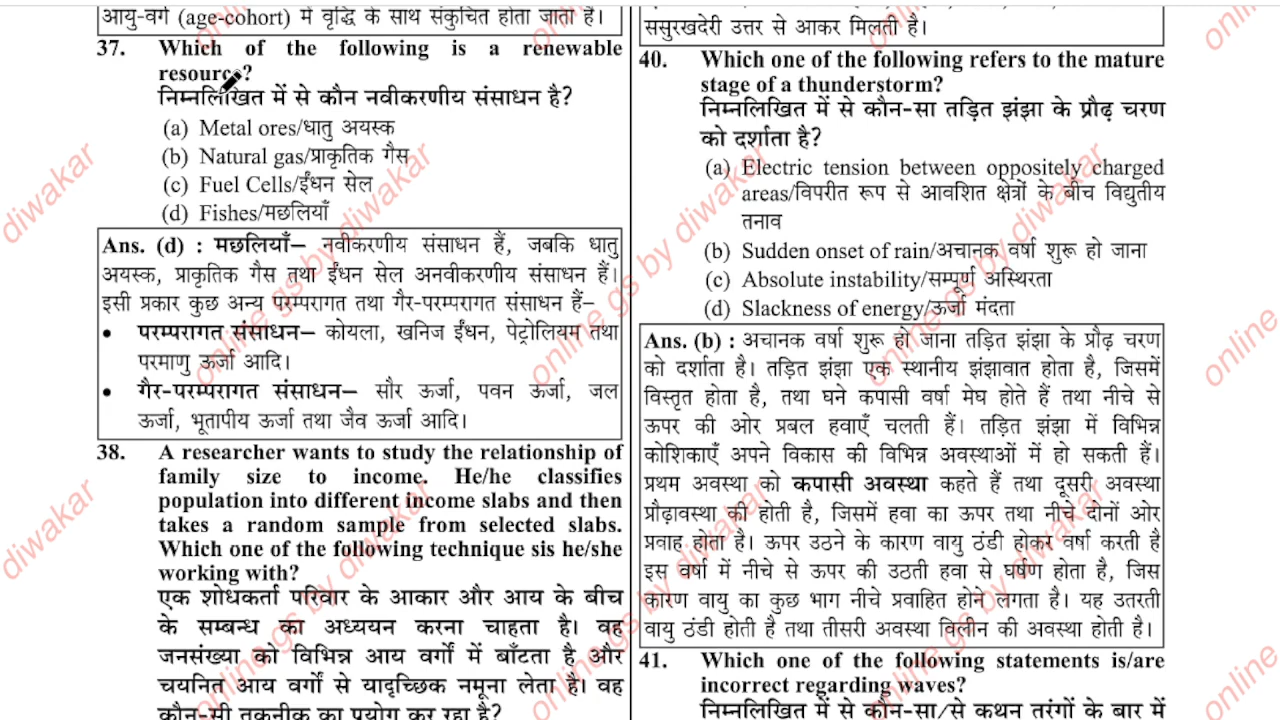 आयु-वर्ग (age-cohort) में वृद्धि के साथ संकुचित होता जाता है।
37. Which of the following is a renewable
resource?
निम्नलिखित में से कौन नवीकरणीय संसाधन है?
(a) Metal ores/धातु अयस्क
(b) Natural gas/प्राकृतिक गैस
(c) Fuel Cells/ईंधन सेल
(d) Fishes/मछलियाँ
Ans. (d) : मछलियाँ– नवीकरणीय संसाधन हैं, जबकि धातु
अयस्क, प्राकृतिक गैस तथा ईंधन सेल अनवीकरणीय संसाधन हैं।
इसी प्रकार कुछ अन्य परम्परागत तथा गैर-परम्परागत संसाधन हैं–
• परम्परागत संसाधन– कोयला, खनिज ईंधन, पेट्रोलियम तथा
परमाणु ऊर्जा आदि।
• गैर-परम्परागत संसाधन– सौर ऊर्जा, पवन ऊर्जा, जल
ऊर्जा, भूतापीय ऊर्जा तथा जैव ऊर्जा आदि।
38. A researcher wants to study the relationship of
family size to income. He/he classifies
population into different income slabs and then
takes a random sample from selected slabs.
Which one of the following technique sis he/she
working with?
एक शोधकर्ता परिवार के आकार और आय के बीच
के सम्बन्ध का अध्ययन करना चाहता है। वह
जनसंख्या को विभिन्न आय वर्गों में बाँटता है और
चयनित आय वर्गों से यादृच्छिक नमूना लेता है। वह
कौन-सी तकनीक का प्रयोग कर रहा है?
ससुरखदेरी उत्तर से आकर मिलती है।
40. Which one of the following refers to the mature
stage of a thunderstorm?
निम्नलिखित में से कौन-सा तड़ित झंझा के प्रौढ़ चरण
को दर्शाता है?
(a) Electric tension between oppositely charged
areas/विपरीत रूप से आवशित क्षेत्रों के बीच विद्युतीय
तनाव
(b) Sudden onset of rain/अचानक वर्षा शुरू हो जाना
(c) Absolute instability/सम्पूर्ण अस्थिरता
(d) Slackness of energy/ऊर्जा मंदता
Ans. (b) : अचानक वर्षा शुरू हो जाना तड़ित झंझा के प्रौढ़ चरण
को दर्शाता है। तड़ित झंझा एक स्थानीय झंझावात होता है, जिसमें
विस्तृत होता है, तथा घने कपासी वर्षा मेघ होते हैं तथा नीचे से
ऊपर की ओर प्रबल हवाएँ चलती हैं। तड़ित झंझा में विभिन्न
कोशिकाएँ अपने विकास की विभिन्न अवस्थाओं में हो सकती हैं।
प्रथम अवस्था को कपासी अवस्था कहते हैं तथा दूसरी अवस्था
प्रौढ़ावस्था की होती है, जिसमें हवा का ऊपर तथा नीचे दोनों ओर
प्रवाह होता है। ऊपर उठने के कारण वायु ठंडी होकर वर्षा करती है
इस वर्षा में नीचे से ऊपर की उठती हवा से घर्षण होता है, जिस
कारण वायु का कुछ भाग नीचे प्रवाहित होने लगता है। यह उतरती
वायु ठंडी होती है तथा तीसरी अवस्था विलीन की अवस्था होती है।
41. Which one of the following statements is/are
incorrect regarding waves?
निम्नलिखित में से कौन-सा/से कथन तरंगों के बार में
online gs by diwakar